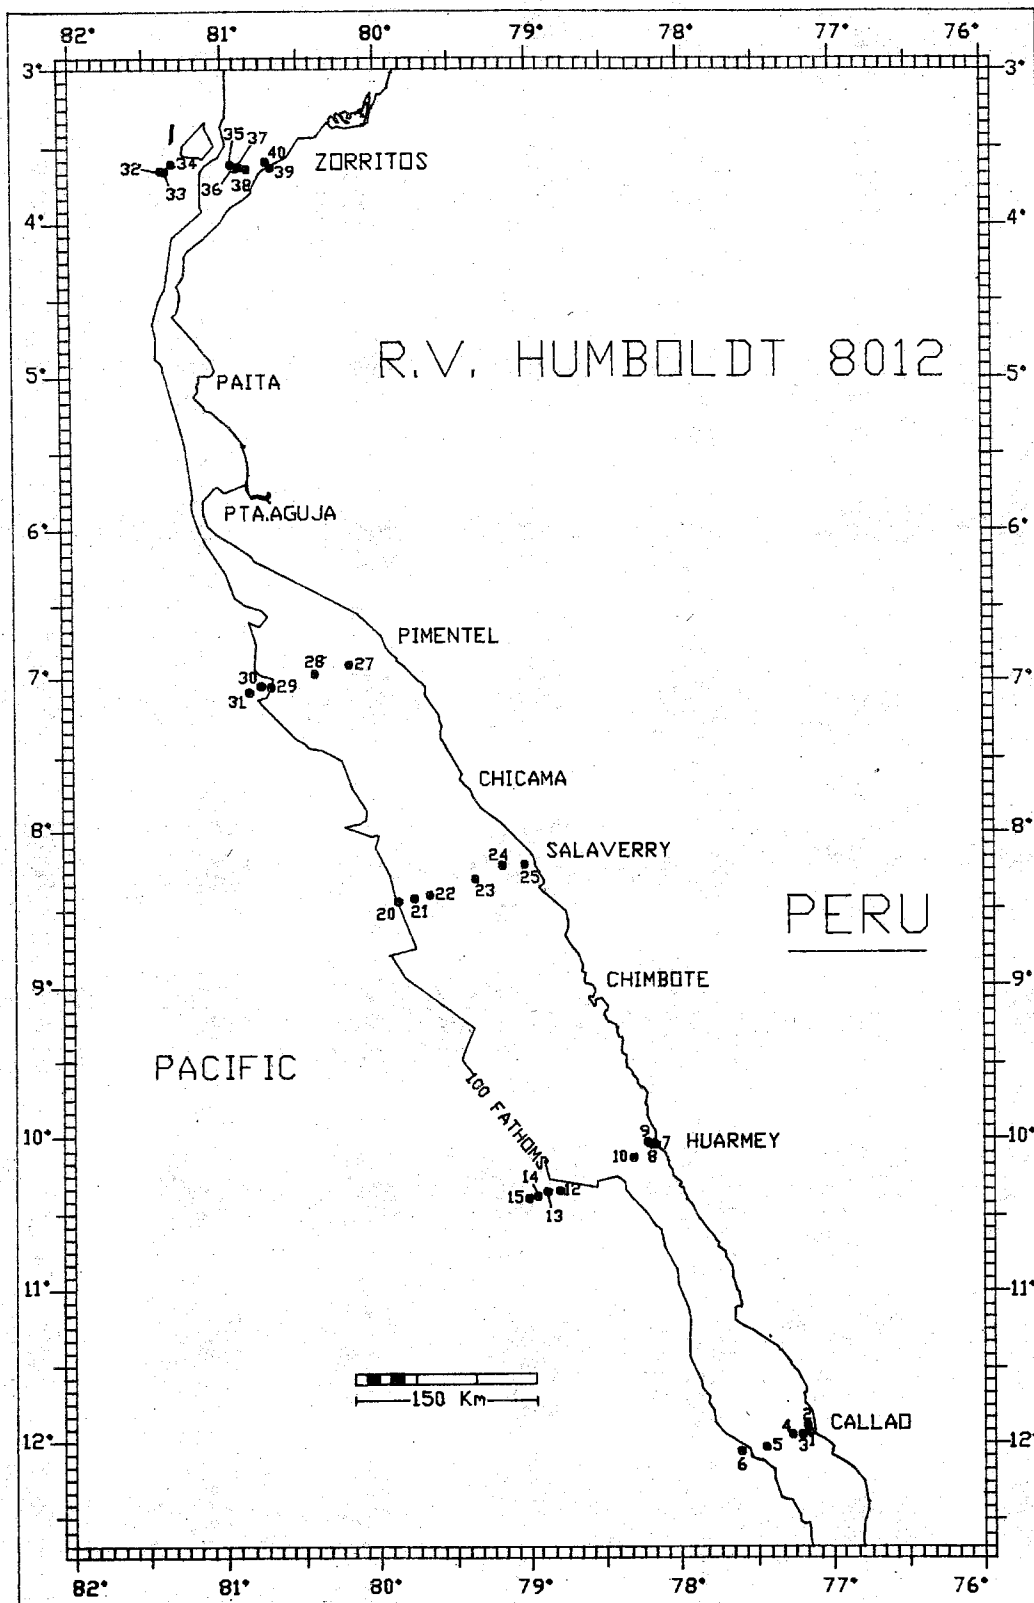 82° 81° 80° 79° 78° 77° 76°
3° 3°
35 37
34 40 ZORRITOS
32 33 36 38 39
4° 4°
R.V. HUMBOLDT 8012
5° PAITA 5°
PTA.AGUJA
6° 6°
PIMENTEL
28 27
7° 30 29 7°
31
CHICAMA
8° 8°
24 SALAVERRY
22 23 25
20 21
PERU
9° CHIMBOTE 9°
PACIFIC
100 FATHOMS
10° 9 7 HUARMEY 10°
10 8
14 12
15 13
11° 11°
150 Km
2 CALLAO
4 3 1
12° 5 12°
6
82° 81° 80° 79° 78° 77° 76°